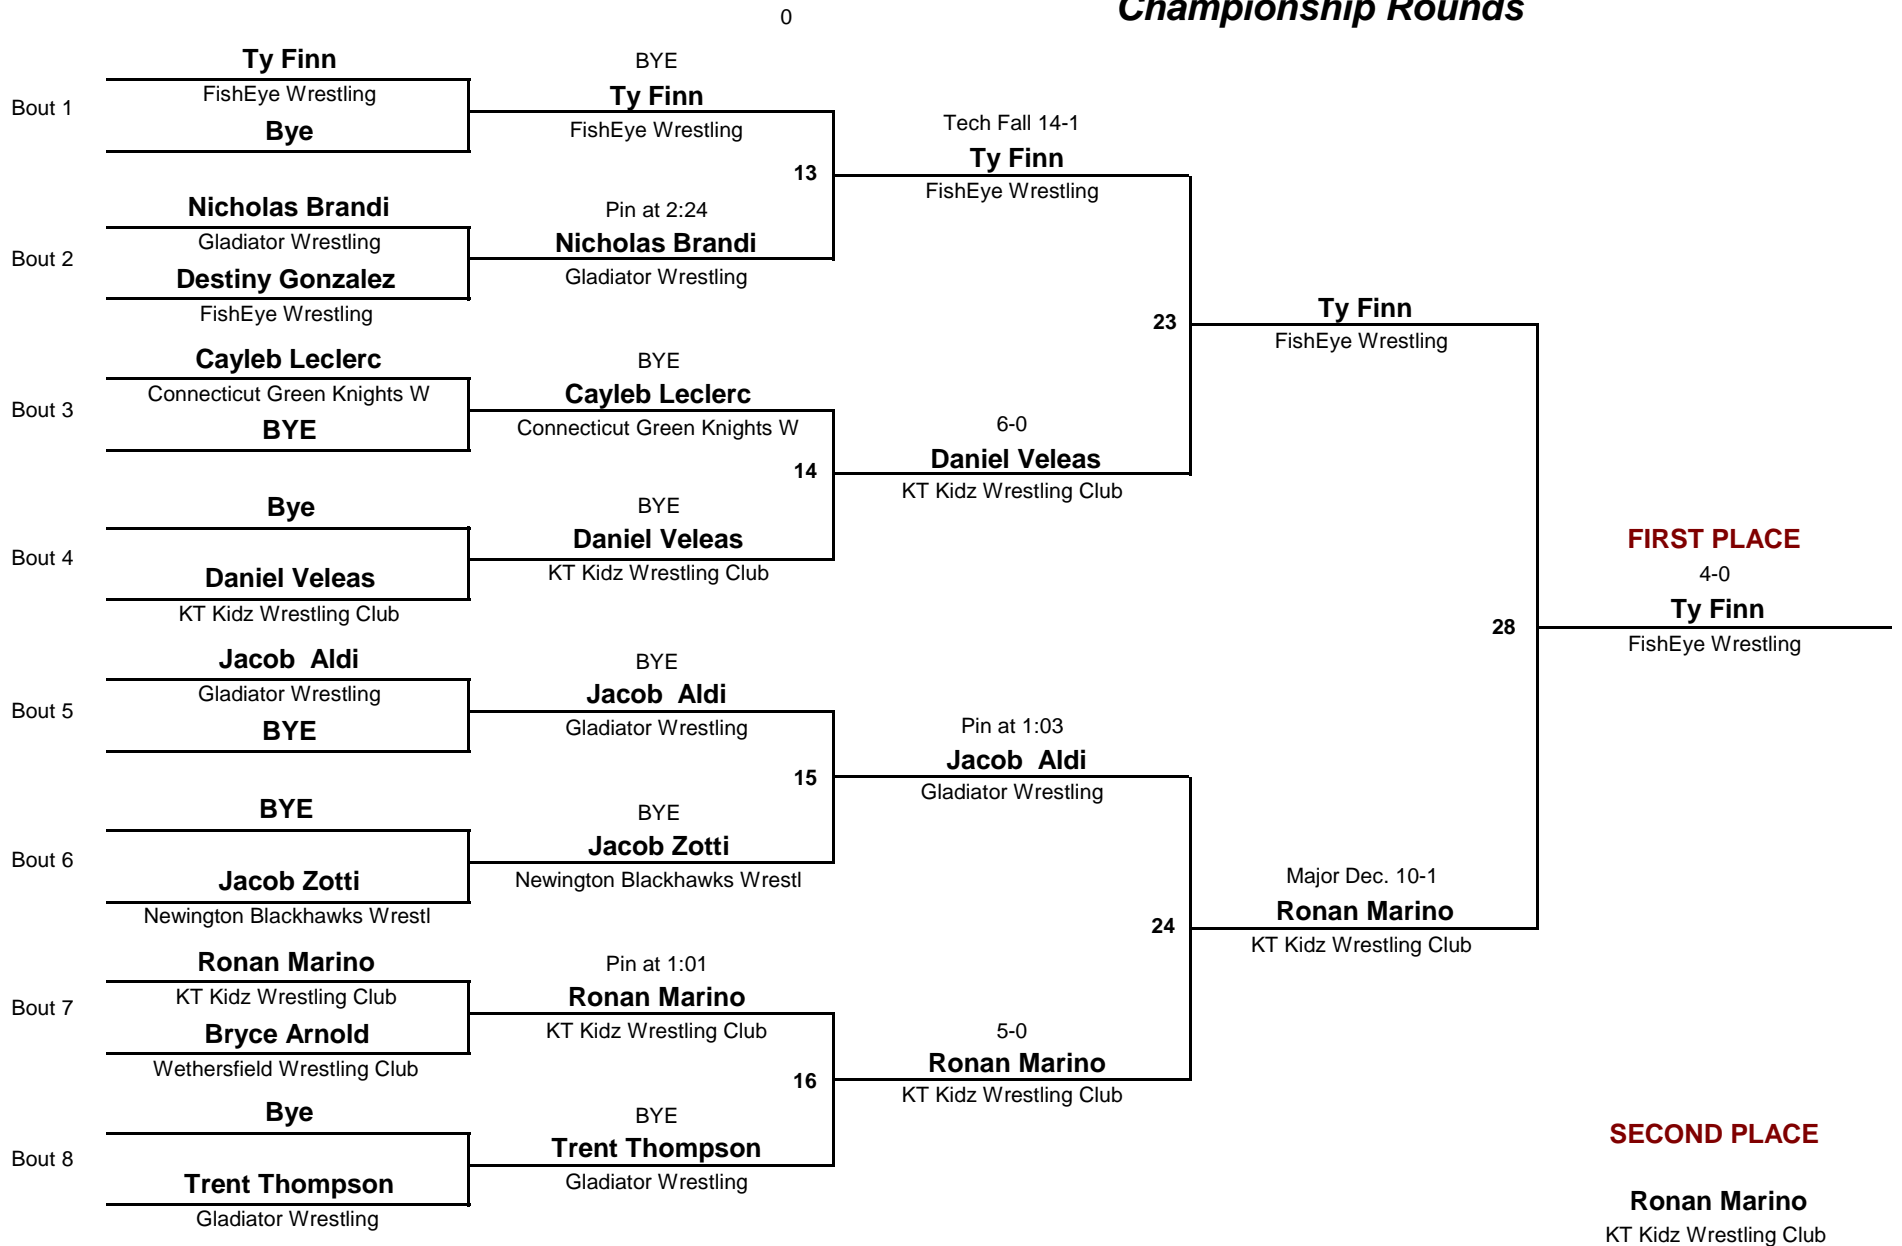 Championship Rounds
0
Ty Finn
FishEye Wrestling
Bout 1
Bye
BYE
Ty Finn
FishEye Wrestling
Nicholas Brandi
Gladiator Wrestling
Bout 2
Destiny Gonzalez
FishEye Wrestling
Pin at 2:24
Nicholas Brandi
Gladiator Wrestling
13
Tech Fall 14-1
Ty Finn
FishEye Wrestling
Cayleb Leclerc
Connecticut Green Knights W
Bout 3
BYE
BYE
Cayleb Leclerc
Connecticut Green Knights W
14
Bye
Bout 4
Daniel Veleas
KT Kidz Wrestling Club
BYE
Daniel Veleas
KT Kidz Wrestling Club
6-0
Daniel Veleas
KT Kidz Wrestling Club
23
Ty Finn
FishEye Wrestling
Jacob  Aldi
Gladiator Wrestling
Bout 5
BYE
BYE
Jacob  Aldi
Gladiator Wrestling
15
BYE
Bout 6
Jacob Zotti
Newington Blackhawks Wrestl
BYE
Jacob Zotti
Newington Blackhawks Wrestl
Pin at 1:03
Jacob  Aldi
Gladiator Wrestling
Ronan Marino
KT Kidz Wrestling Club
Bout 7
Bryce Arnold
Wethersfield Wrestling Club
Pin at 1:01
Ronan Marino
KT Kidz Wrestling Club
16
Bye
Bout 8
Trent Thompson
Gladiator Wrestling
BYE
Trent Thompson
Gladiator Wrestling
5-0
Ronan Marino
KT Kidz Wrestling Club
24
Major Dec. 10-1
Ronan Marino
KT Kidz Wrestling Club
28
FIRST PLACE
4-0
Ty Finn
FishEye Wrestling
SECOND PLACE
Ronan Marino
KT Kidz Wrestling Club